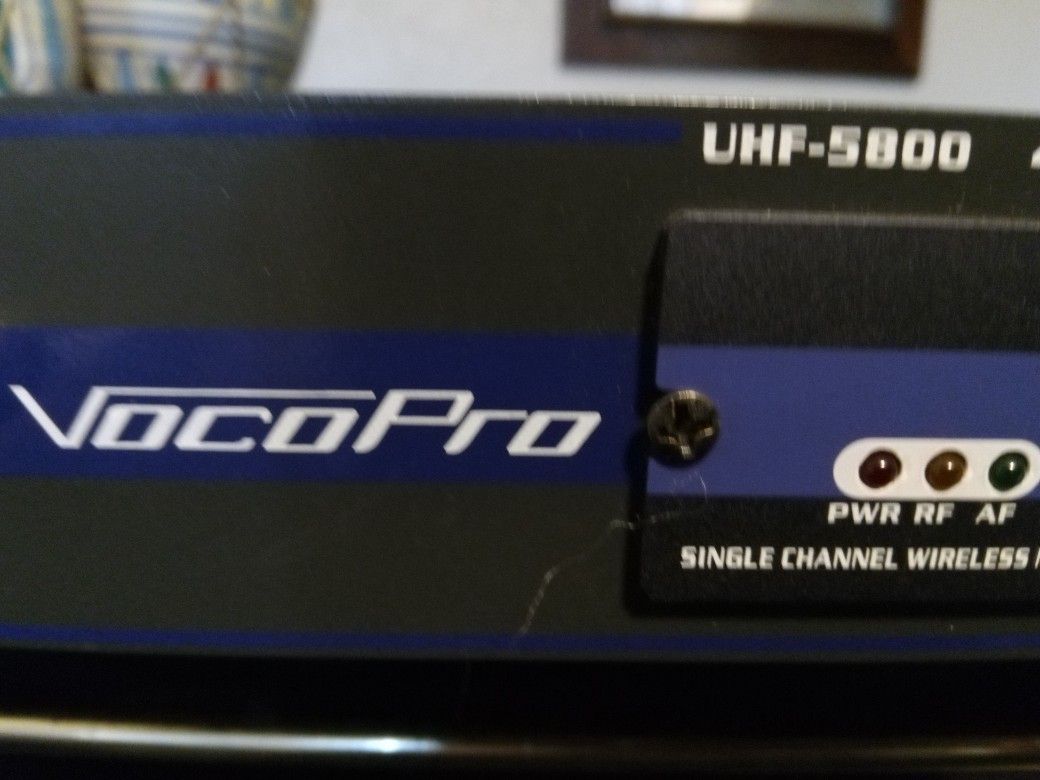 UHF-5800
VocoPro
PWR RF AF
SINGLE CHANNEL WIRELESS